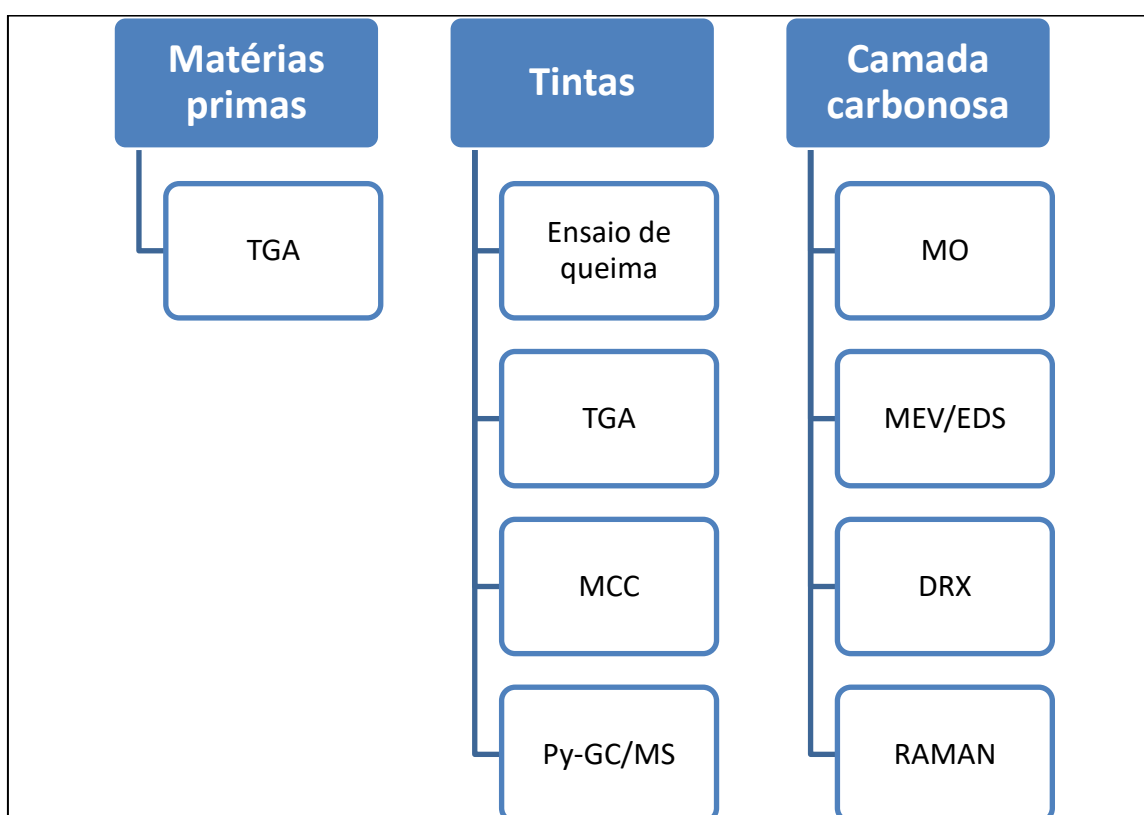 Matérias
primas
TGA
Tintas
Ensaio de
queima
TGA
MCC
Py-GC/MS
Camada
carbonosa
MO
MEV/EDS
DRX
RAMAN